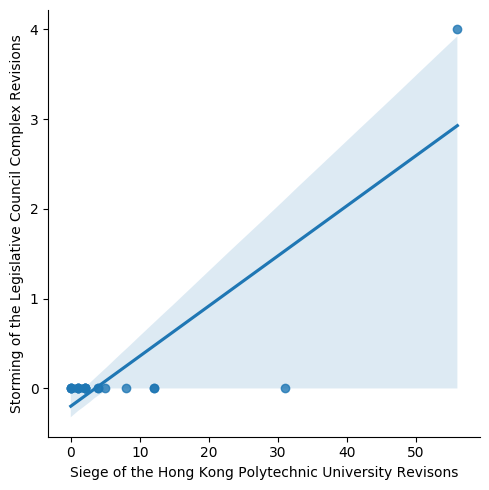 4
3
2
1
0
Storming of the Legislative Council Complex Revisions
0 10 20 30 40 50
Siege of the Hong Kong Polytechnic University Revisons